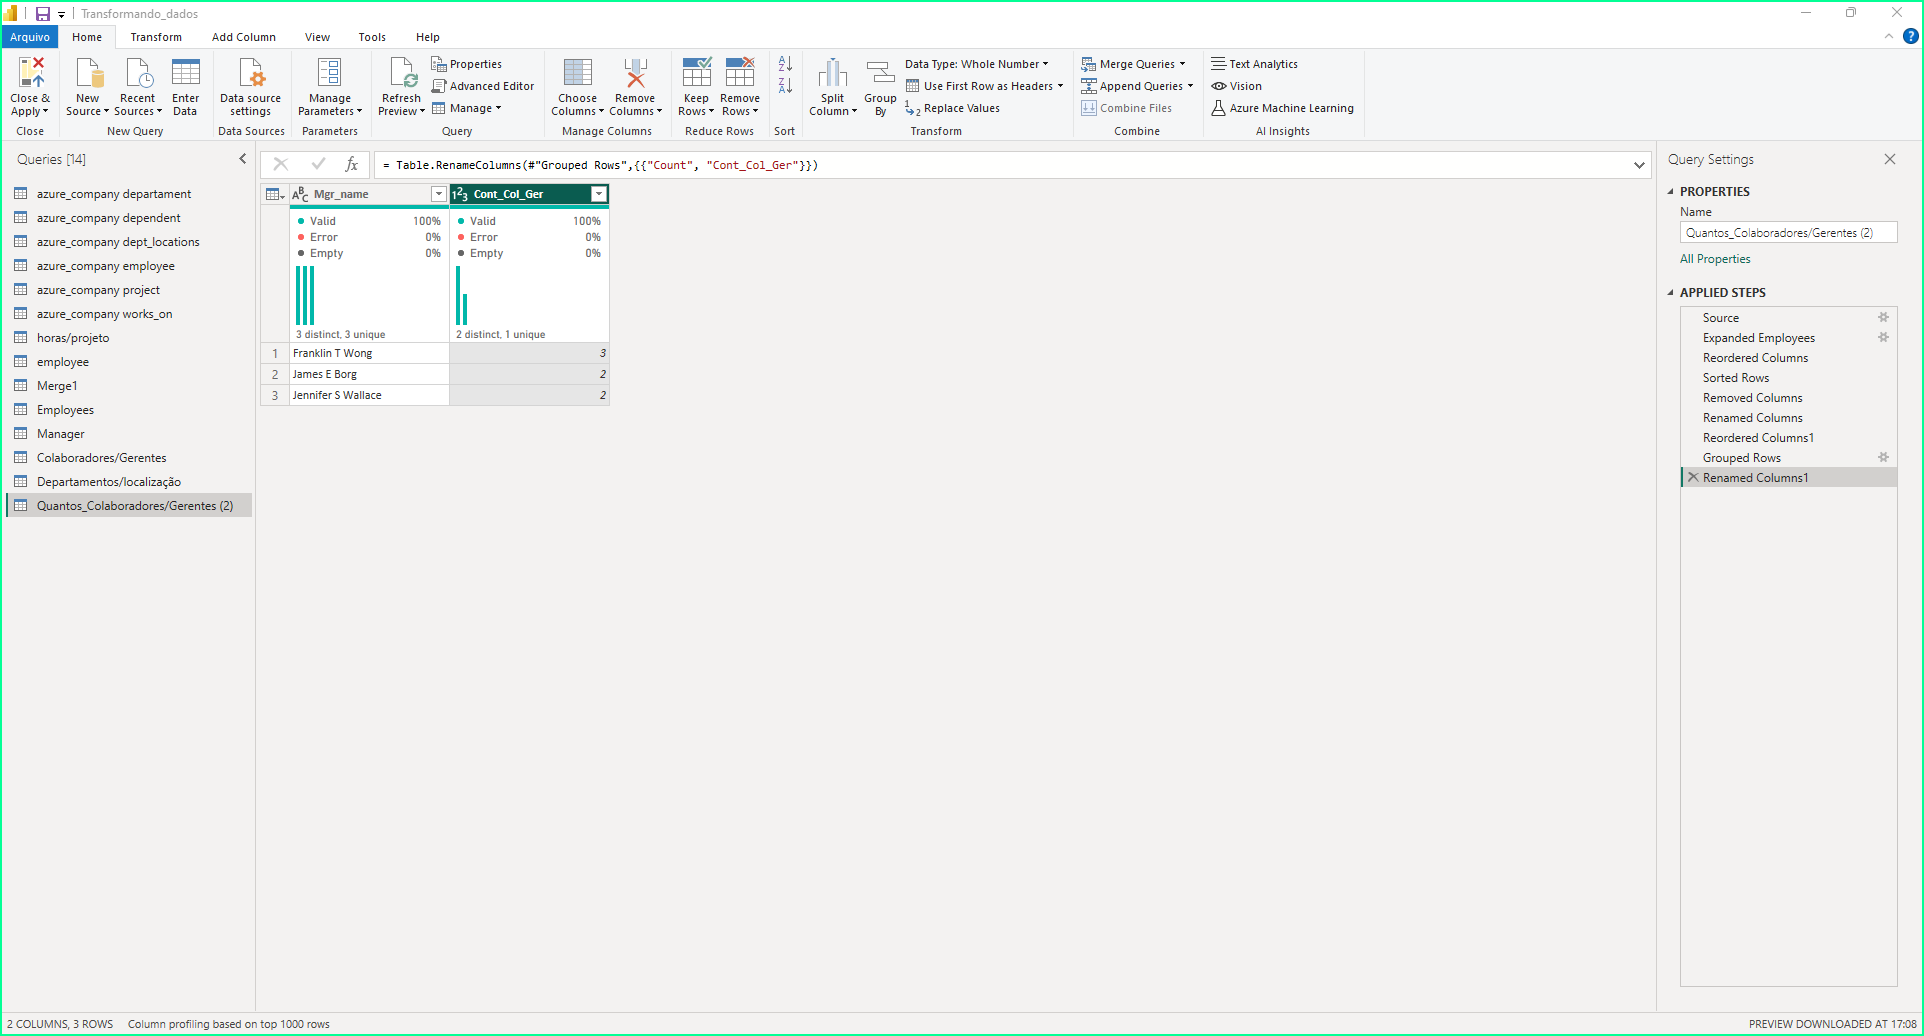 Transformando_dados
Arquivo Home Transform Add Column View Tools Help
Close & Apply
Close
New Source
Recent Sources
Enter Data
New Query
Data source settings
Data Sources
Manage Parameters
Parameters
Refresh Preview
Properties
Advanced Editor
Manage
Query
Choose Columns
Remove Columns
Manage Columns
Keep Rows
Remove Rows
Reduce Rows
Sort
Split Column
Group By
Data Type: Whole Number
Use First Row as Headers
Replace Values
Transform
Merge Queries
Append Queries
Combine Files
Combine
Text Analytics
Vision
Azure Machine Learning
AI Insights
Queries [14]
azure_company departament
azure_company dependent
azure_company dept_locations
azure_company employee
azure_company project
azure_company works_on
horas/projeto
employee
Merge1
Employees
Manager
Colaboradores/Gerentes
Departamentos/localização
Quantos_Colaboradores/Gerentes (2)
fx = Table.RenameColumns(#"Grouped Rows",{{"Count", "Cont_Col_Ger"}})
ABC Mgr_name 123 Cont_Col_Ger
Valid 100% Valid 100%
Error 0% Error 0%
Empty 0% Empty 0%
3 distinct, 3 unique 2 distinct, 1 unique
1 Franklin T Wong 3
2 James E Borg 2
3 Jennifer S Wallace 2
Query Settings
PROPERTIES
Name
Quantos_Colaboradores/Gerentes (2)
All Properties
APPLIED STEPS
Source
Expanded Employees
Reordered Columns
Sorted Rows
Removed Columns
Renamed Columns
Reordered Columns1
Grouped Rows
Renamed Columns1
2 COLUMNS, 3 ROWS Column profiling based on top 1000 rows PREVIEW DOWNLOADED AT 17:08